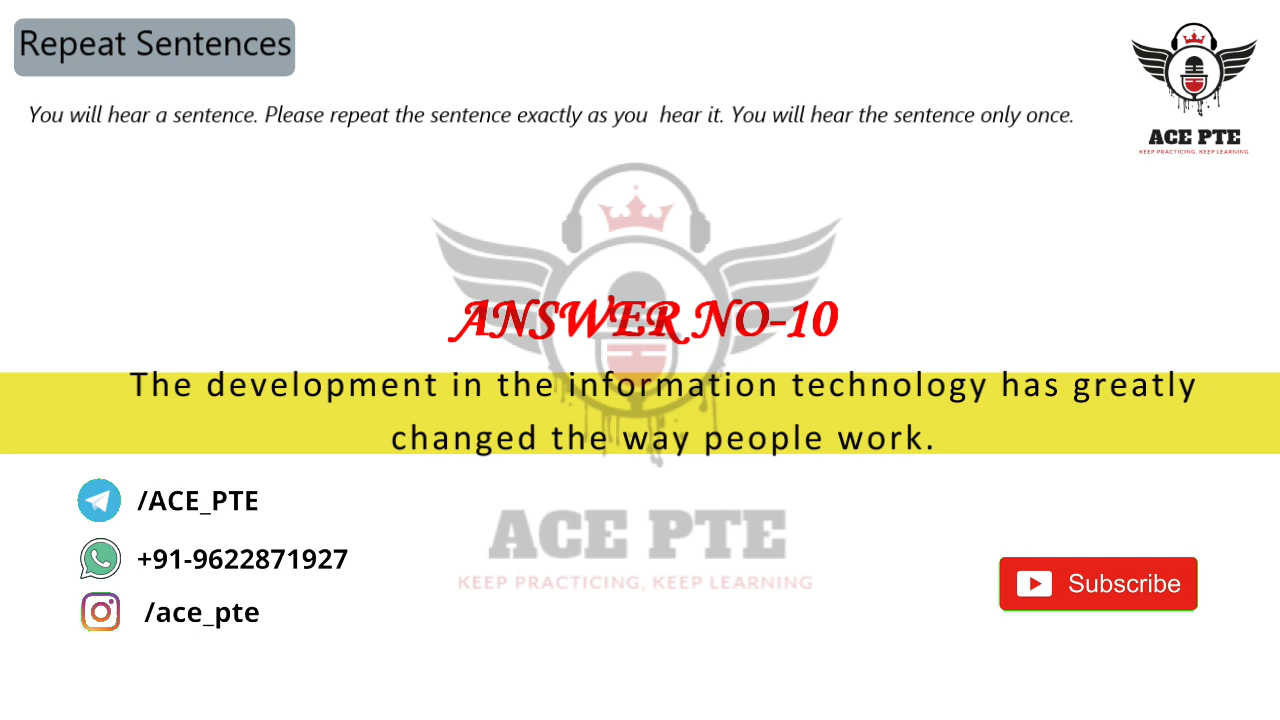 Repeat Sentences
You will hear a sentence. Please repeat the sentence exactly as you hear it. You will hear the sentence only once.
ACE PTE
KEEP PRACTICING, KEEP LEARNING
ANSWER NO-10
The development in the information technology has greatly
changed the way people work.
/ACE_PTE
+91-9622871927
/ace_pte
ACE PTE
KEEP PRACTICING, KEEP LEARNING
Subscribe